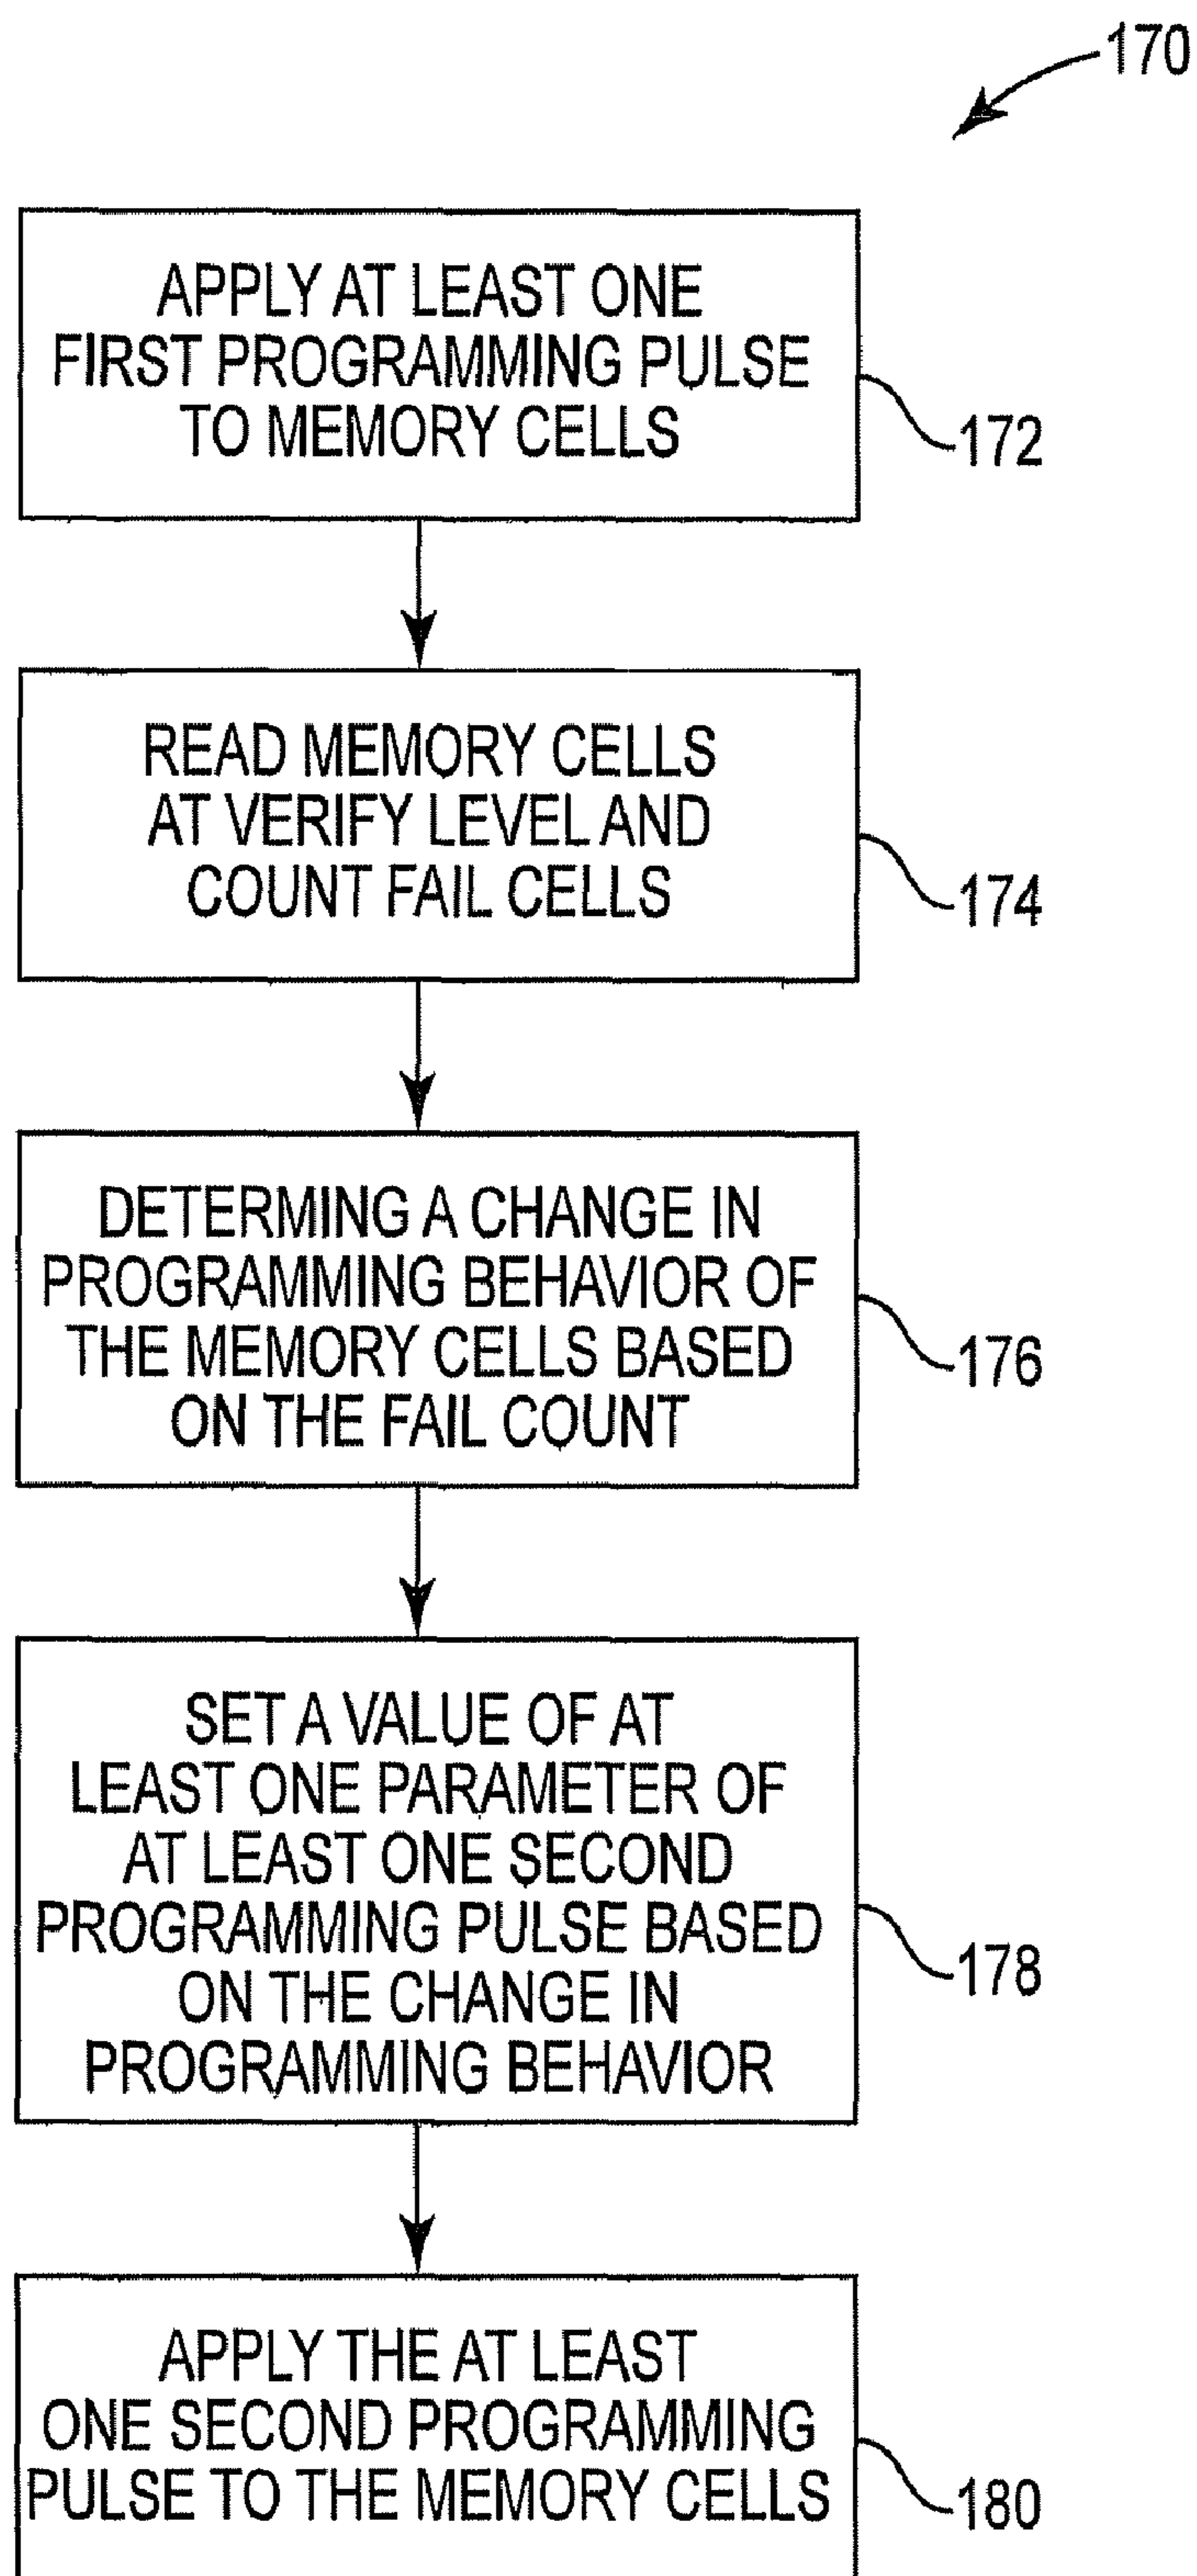 170
APPLY AT LEAST ONE
FIRST PROGRAMMING PULSE
TO MEMORY CELLS
172
READ MEMORY CELLS
AT VERIFY LEVEL AND
COUNT FAIL CELLS
174
DETERMING A CHANGE IN
PROGRAMMING BEHAVIOR OF
THE MEMORY CELLS BASED
ON THE FAIL COUNT
176
SET A VALUE OF AT
LEAST ONE PARAMETER OF
AT LEAST ONE SECOND
PROGRAMMING PULSE BASED
ON THE CHANGE IN
PROGRAMMING BEHAVIOR
178
APPLY THE AT LEAST
ONE SECOND PROGRAMMING
PULSE TO THE MEMORY CELLS
180